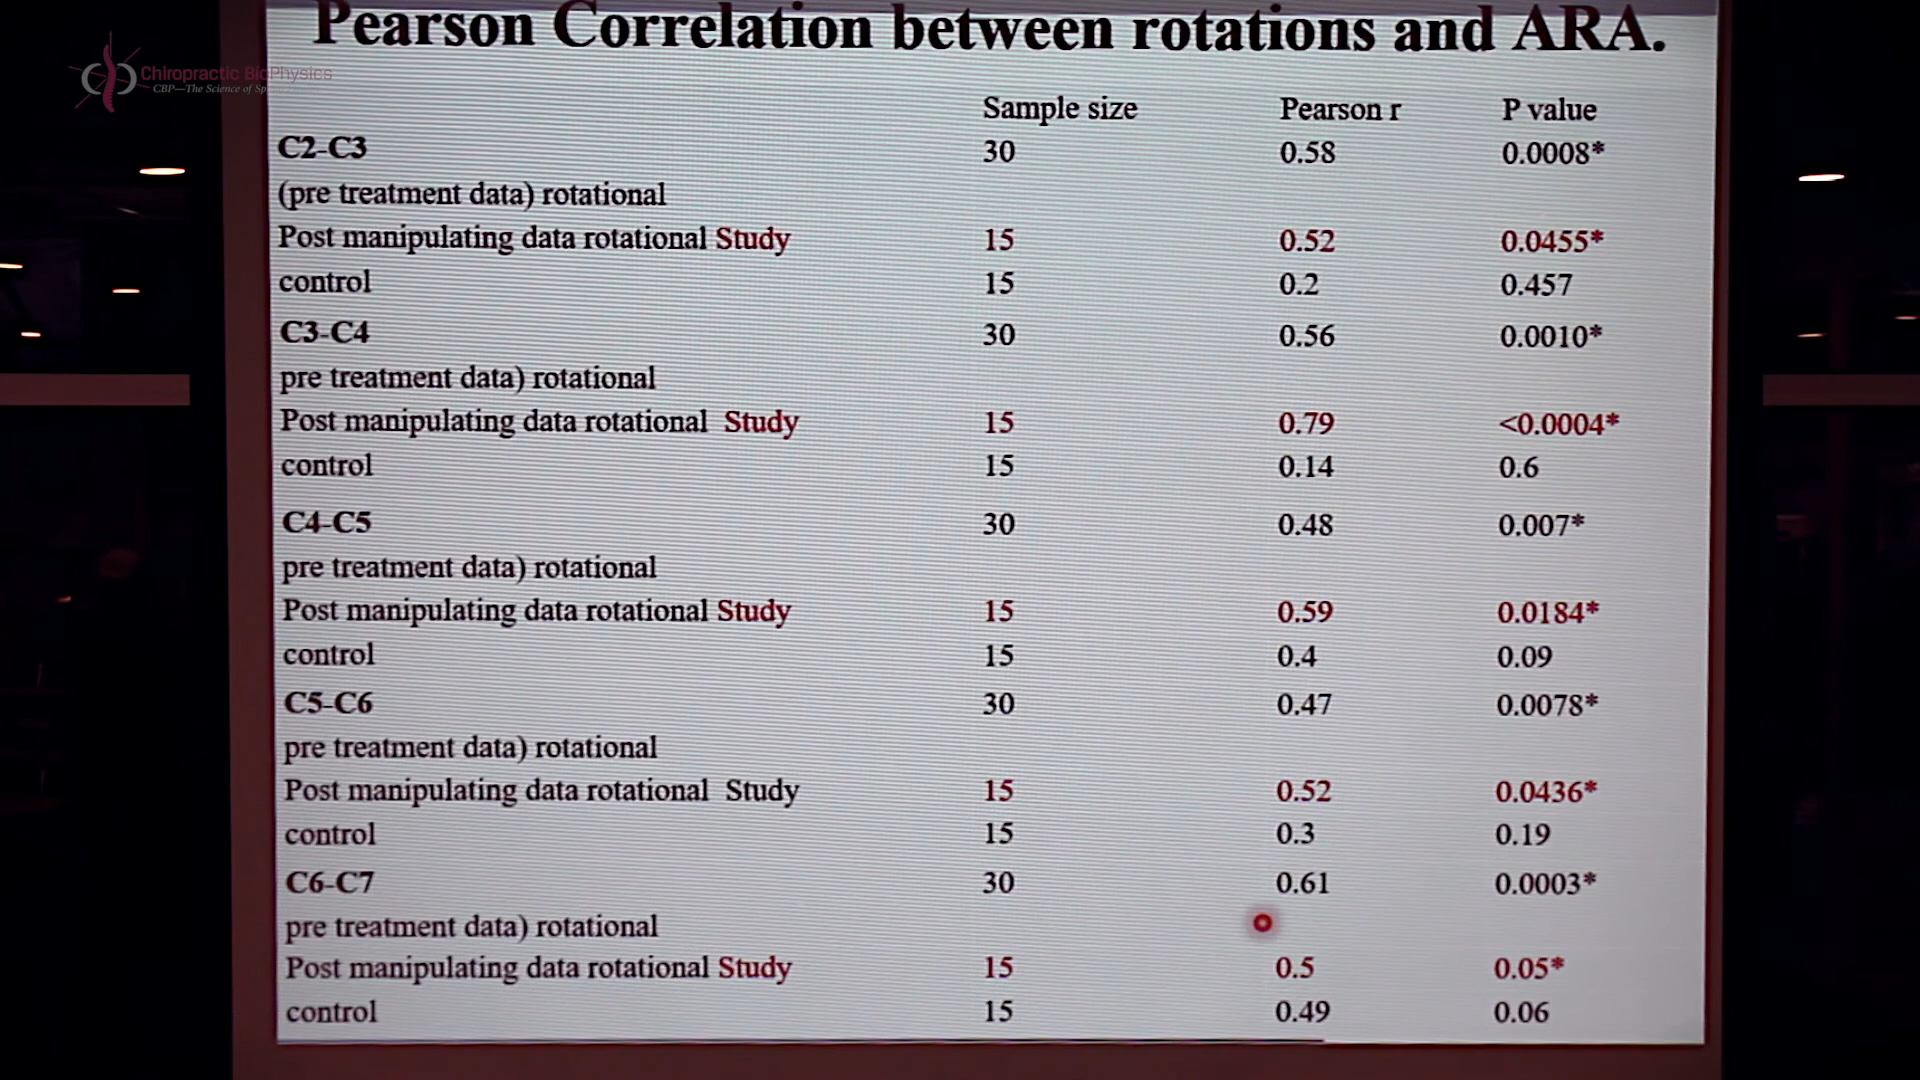 Pearson Correlation between rotations and ARA.
Chiropractic BioPhysics
CBP—The Science of
Sample size Pearson r P value
C2-C3 30 0.58 0.0008*
(pre treatment data) rotational
Post manipulating data rotational Study 15 0.52 0.0455*
control 15 0.2 0.457
C3-C4 30 0.56 0.0010*
pre treatment data) rotational
Post manipulating data rotational Study 15 0.79 <0.0004*
control 15 0.14 0.6
C4-C5 30 0.48 0.007*
pre treatment data) rotational
Post manipulating data rotational Study 15 0.59 0.0184*
control 15 0.4 0.09
C5-C6 30 0.47 0.0078*
pre treatment data) rotational
Post manipulating data rotational Study 15 0.52 0.0436*
control 15 0.3 0.19
C6-C7 30 0.61 0.0003*
pre treatment data) rotational
Post manipulating data rotational Study 15 0.5 0.05*
control 15 0.49 0.06